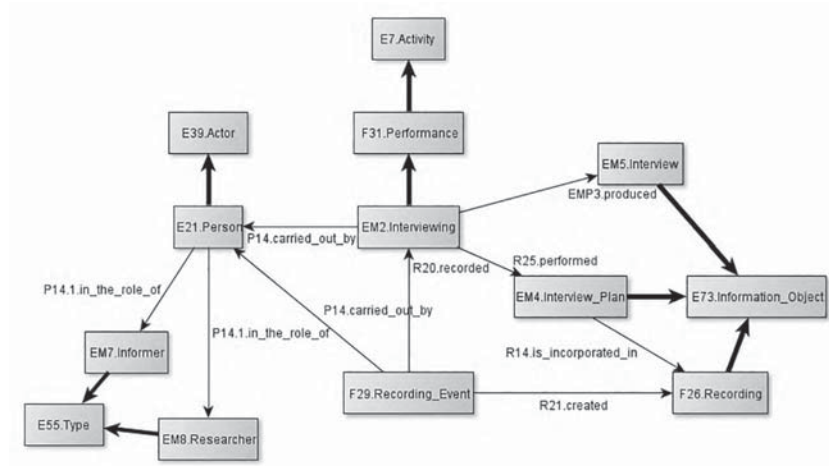 E7.Activity
E39.Actor
F31.Performance
EM5.Interview
EMP3.produced
E21.Person
P14.carried_out_by
EM2.Interviewing
R20.recorded
R25.performed
P14.1.in_the_role_of
P14.carried_out_by
EM4.Interview_Plan
E73.Information_Object
P14.1.in_the_role_of
EM7.Informer
R14.is_incorporated_in
F29.Recording_Event
R21.created
F26.Recording
E55.Type
EM8.Researcher